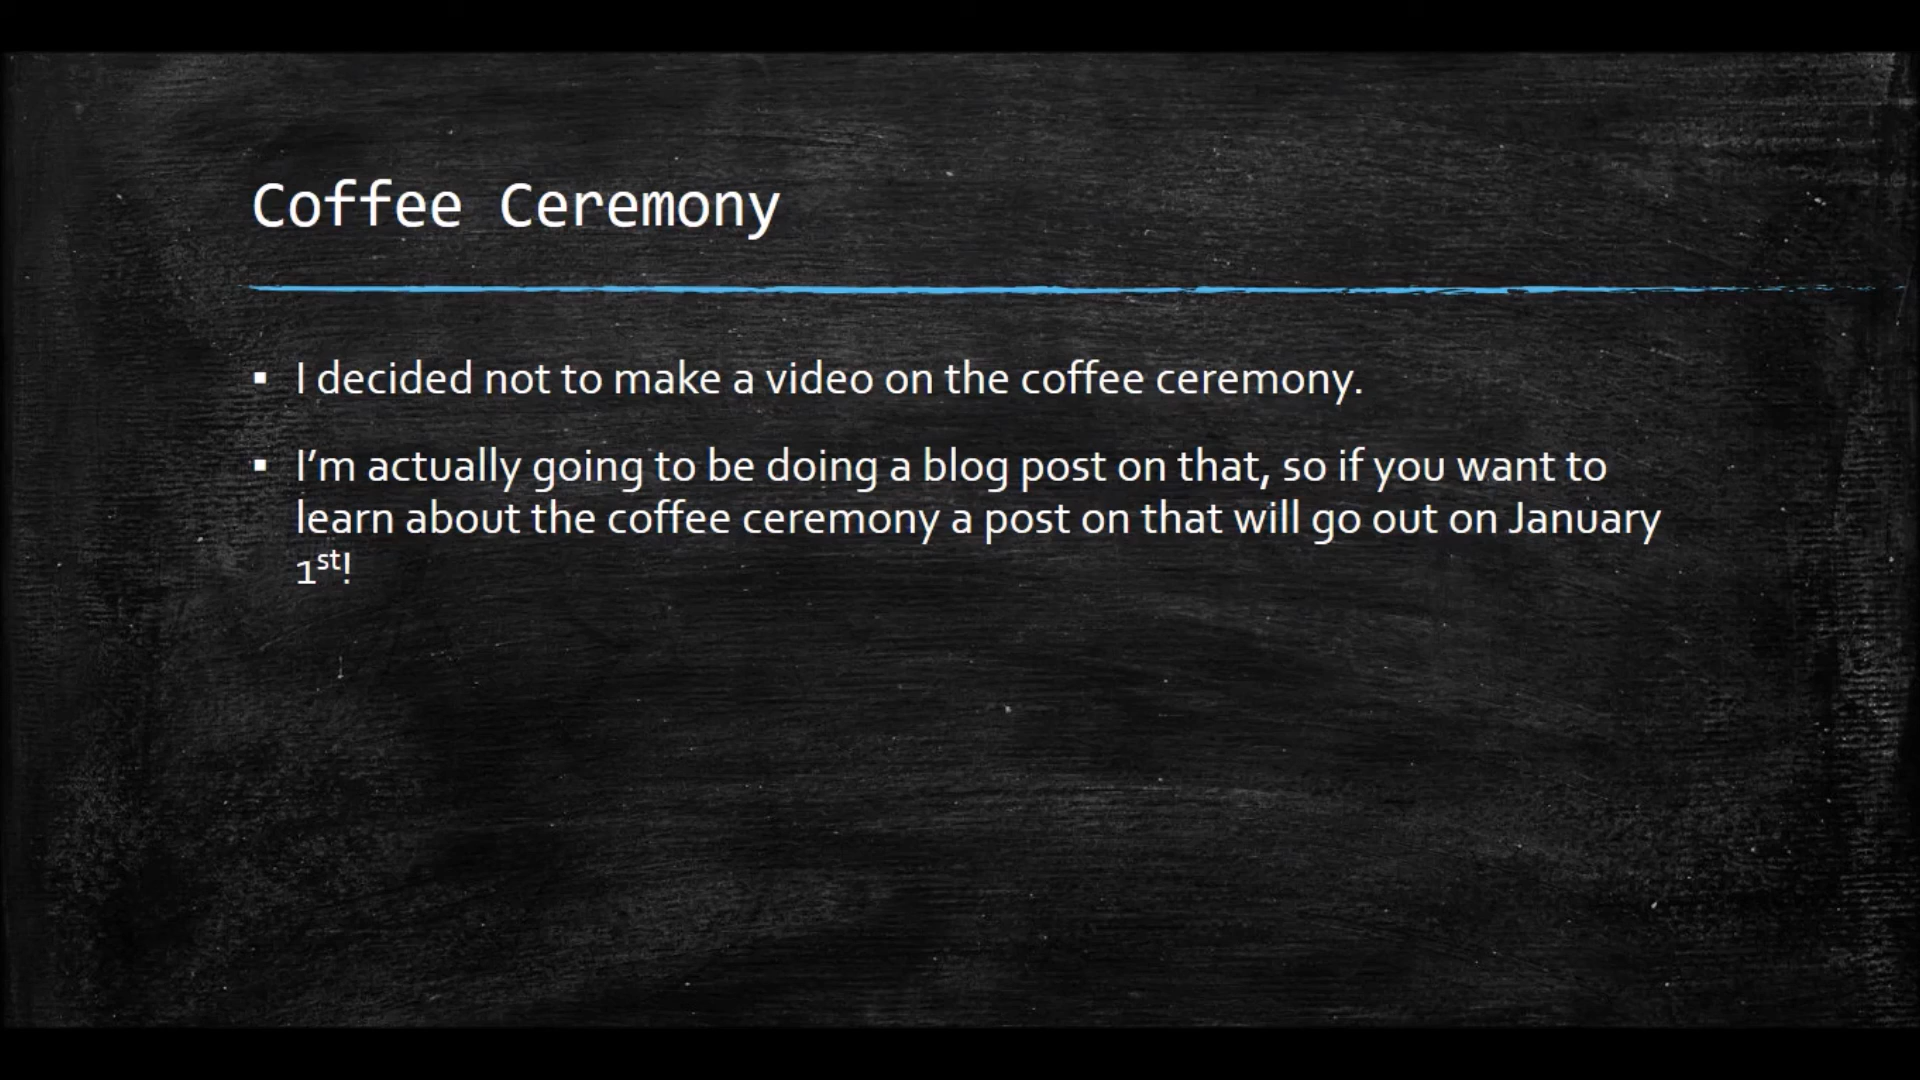 Coffee Ceremony
▪ I decided not to make a video on the coffee ceremony.
▪ I’m actually going to be doing a blog post on that, so if you want to
learn about the coffee ceremony a post on that will go out on January
1st!